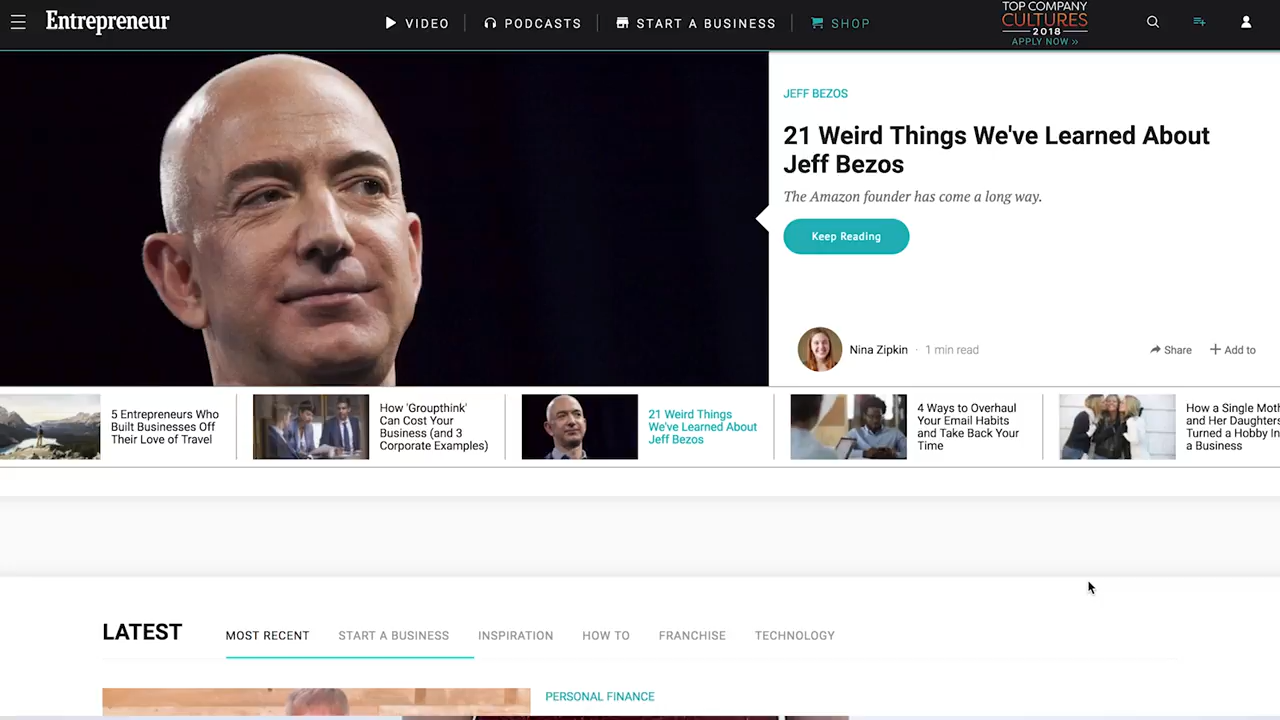 Entrepreneur
VIDEO
PODCASTS
START A BUSINESS
SHOP
TOP COMPANY
CULTURES
2018
APPLY NOW »
JEFF BEZOS
21 Weird Things We've Learned About
Jeff Bezos
The Amazon founder has come a long way.
Keep Reading
Nina Zipkin · 1 min read
Share
Add to
5 Entrepreneurs Who
Built Businesses Off
Their Love of Travel
How 'Groupthink'
Can Cost Your
Business (and 3
Corporate Examples)
21 Weird Things
We've Learned About
Jeff Bezos
4 Ways to Overhaul
Your Email Habits
and Take Back Your
Time
How a Single Moth
and Her Daughters
Turned a Hobby In
a Business
LATEST
MOST RECENT
START A BUSINESS
INSPIRATION
HOW TO
FRANCHISE
TECHNOLOGY
PERSONAL FINANCE